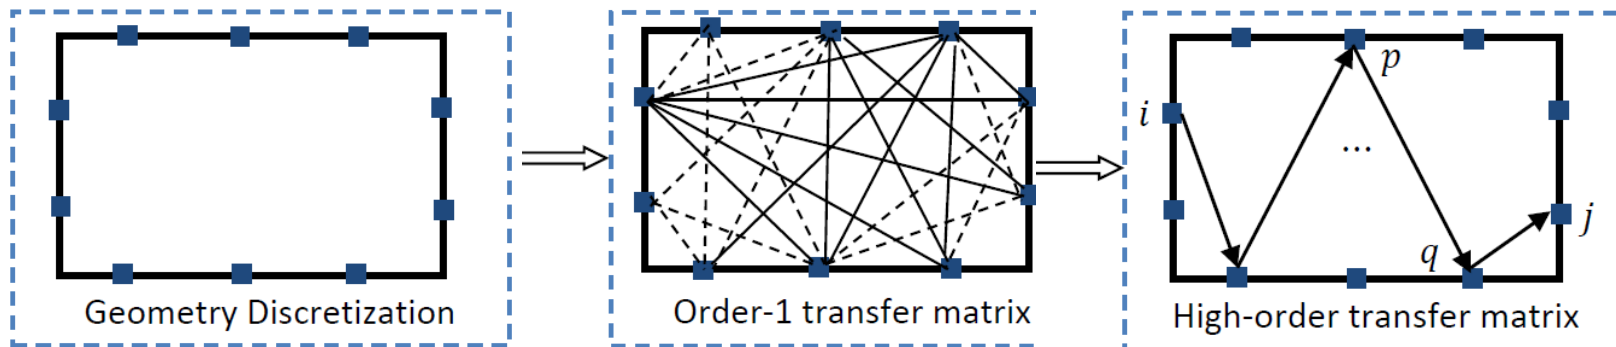 p
i
...
j
q
Geometry Discretization
Order-1 transfer matrix
High-order transfer matrix